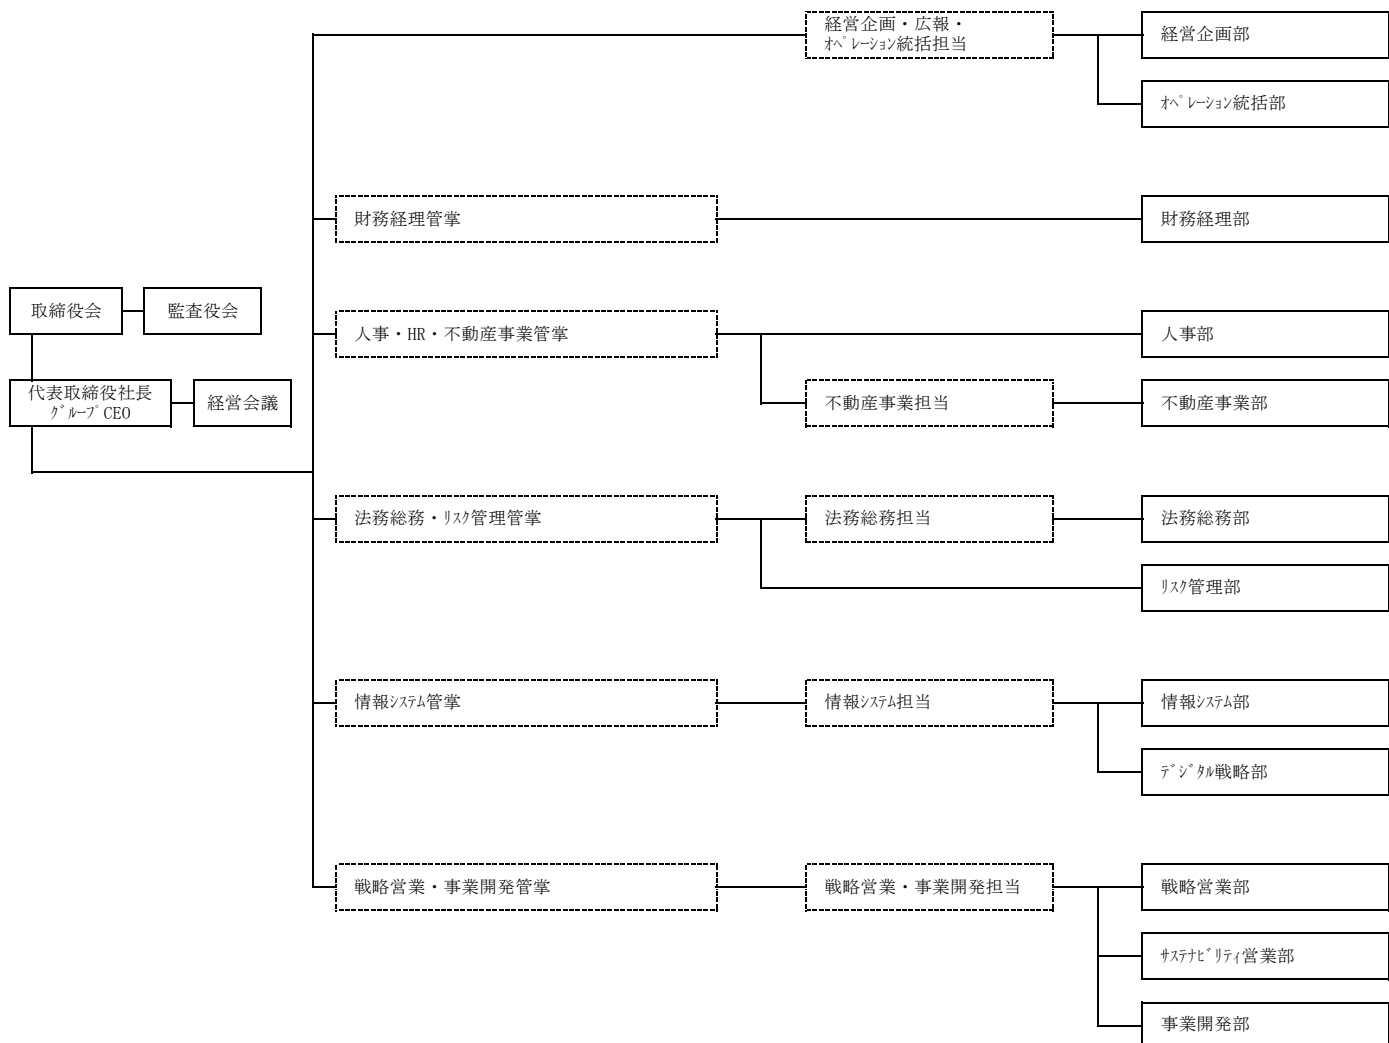 経営企画・広報・
ｵﾍﾟﾚｰｼｮﾝ統括担当
経営企画部
ｵﾍﾟﾚｰｼｮﾝ統括部
財務経理管掌
財務経理部
取締役会
監査役会
人事・HR・不動産事業管掌
人事部
代表取締役社長
ｸﾞﾙｰﾌﾟCEO
経営会議
不動産事業担当
不動産事業部
法務総務・ﾘｽｸ管理管掌
法務総務担当
法務総務部
ﾘｽｸ管理部
情報ｼｽﾃﾑ管掌
情報ｼｽﾃﾑ担当
情報ｼｽﾃﾑ部
ﾃﾞｼﾞﾀﾙ戦略部
戦略営業・事業開発管掌
戦略営業・事業開発担当
戦略営業部
ｻｽﾃﾅﾋﾞﾘﾃｨ営業部
事業開発部